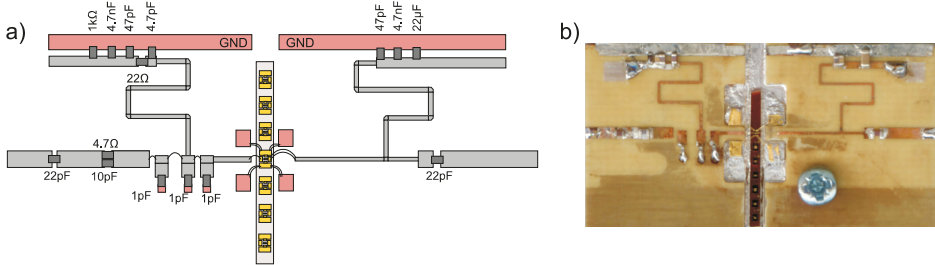 a)
1kΩ 4.7nF 47pF 4.7pF
47pF 4.7nF 22µF
b)
GND GND
22Ω
4.7Ω
22pF 10pF 22pF
1pF 1pF 1pF